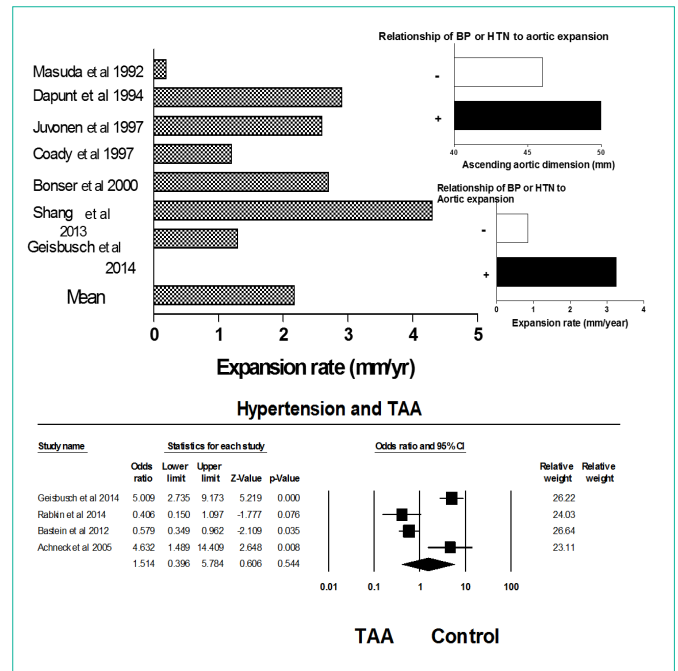 Masuda et al 1992
Dapunt et al 1994
Juvonen et al 1997
Coady et al 1997
Bonser et al 2000
Shang et al
2013
Geisbusch et al
2014
Mean
0 1 2 3 4 5
Expansion rate (mm/yr)
Relationship of BP or HTN to aortic expansion
-
+
40 45 50
Ascending aortic dimension (mm)
Relationship of BP or HTN to
Aortic expansion
-
+
0 1 2 3 4
Expansion rate (mm/year)
Hypertension and TAA
Study name Statistics for each study Odds ratio and 95% CI
Odds Lower Upper Relative Relative
ratio limit limit Z-Value p-Value weight weight
Geisbusch et al 2014 5.009 2.735 9.173 5.219 0.000 26.22
Rabkin et al 2014 0.406 0.150 1.097 -1.777 0.076 24.03
Bastein et al 2012 0.579 0.349 0.962 -2.109 0.035 26.64
Achneck et al 2005 4.632 1.489 14.409 2.648 0.008 23.11
1.514 0.396 5.784 0.606 0.544
0.01 0.1 1 10 100
TAA Control